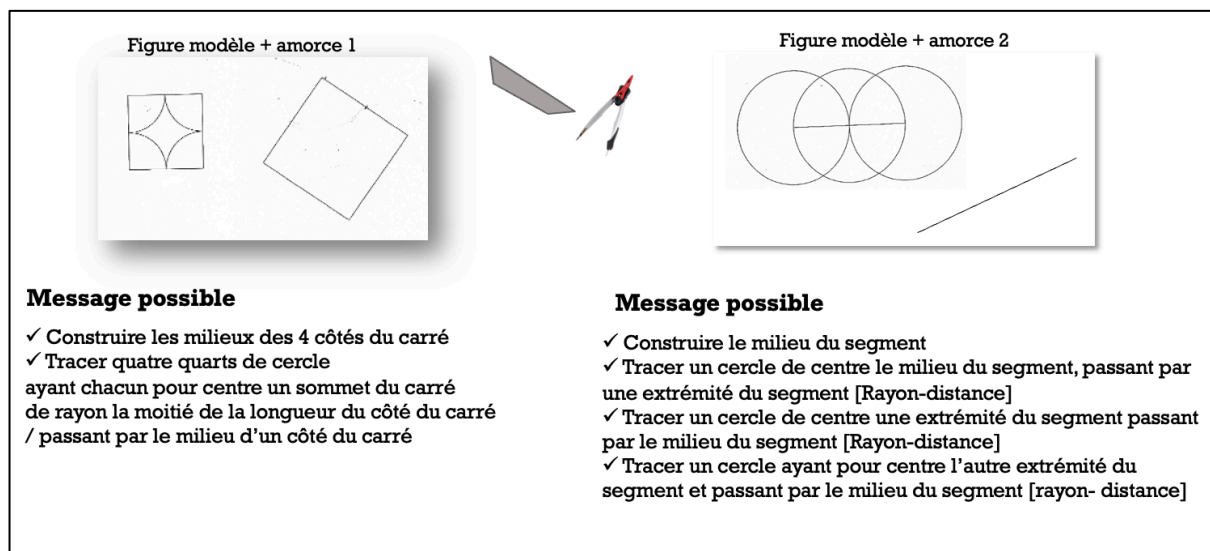 Figure modèle + amorce 1
Figure modèle + amorce 2
Message possible
✓ Construire les milieux des 4 côtés du carré
✓ Tracer quatre quarts de cercle
ayant chacun pour centre un sommet du carré
de rayon la moitié de la longueur du côté du carré
/ passant par le milieu d'un côté du carré
Message possible
✓ Construire le milieu du segment
✓ Tracer un cercle de centre le milieu du segment, passant par
une extrémité du segment [Rayon-distance]
✓ Tracer un cercle de centre une extrémité du segment passant
par le milieu du segment [Rayon-distance]
✓ Tracer un cercle ayant pour centre l'autre extrémité du
segment et passant par le milieu du segment [rayon- distance]